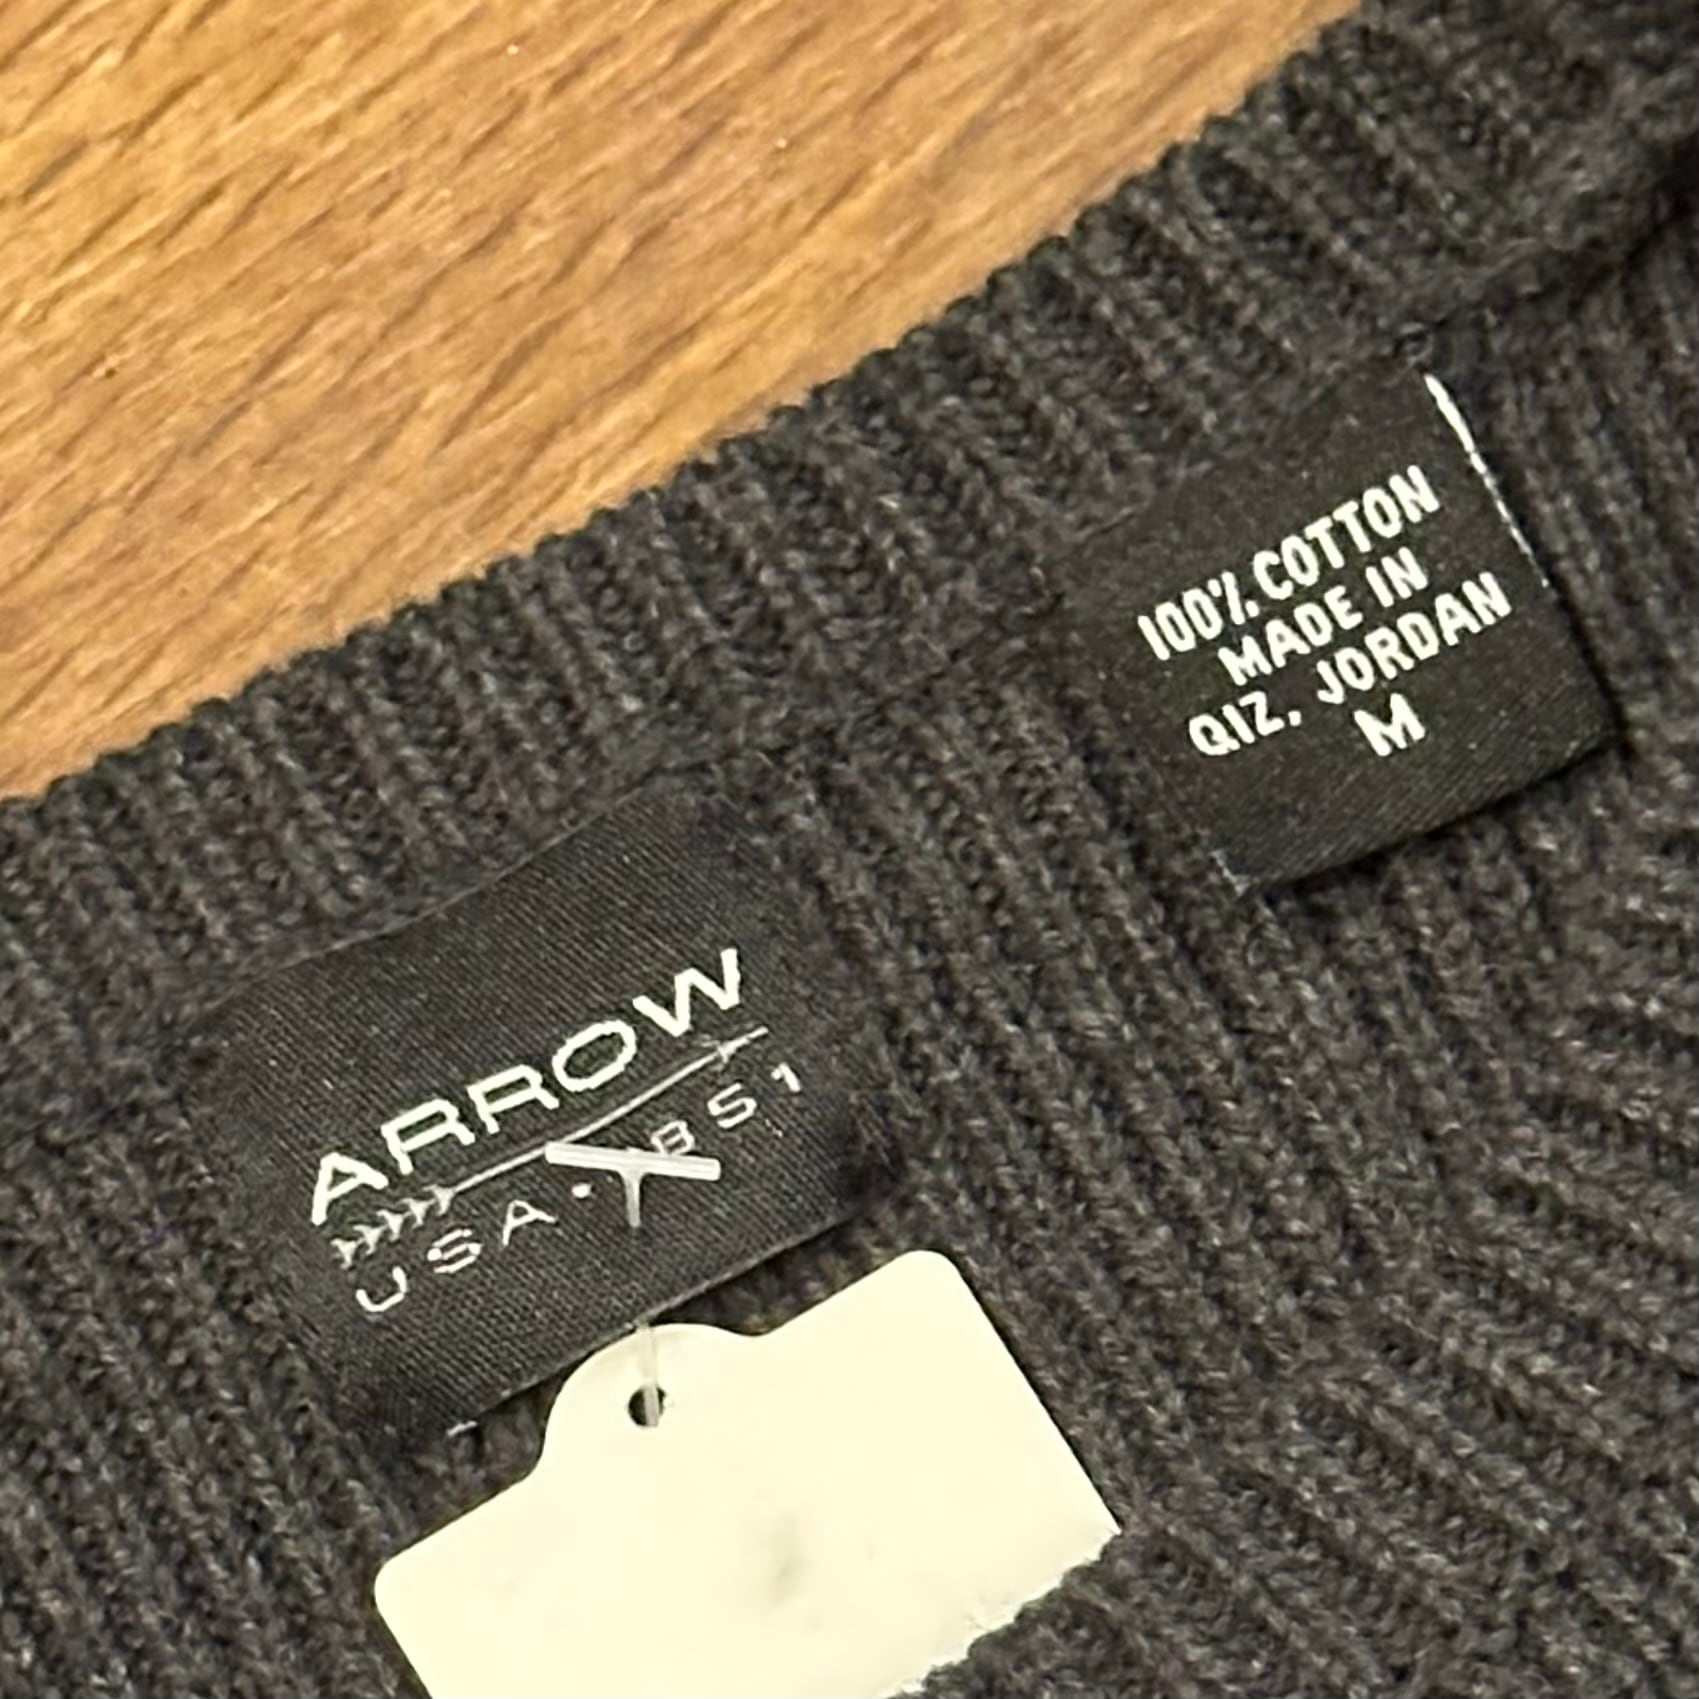 ARROW
USA·1851
100% COTTON
MADE IN
QIZ. JORDAN
M